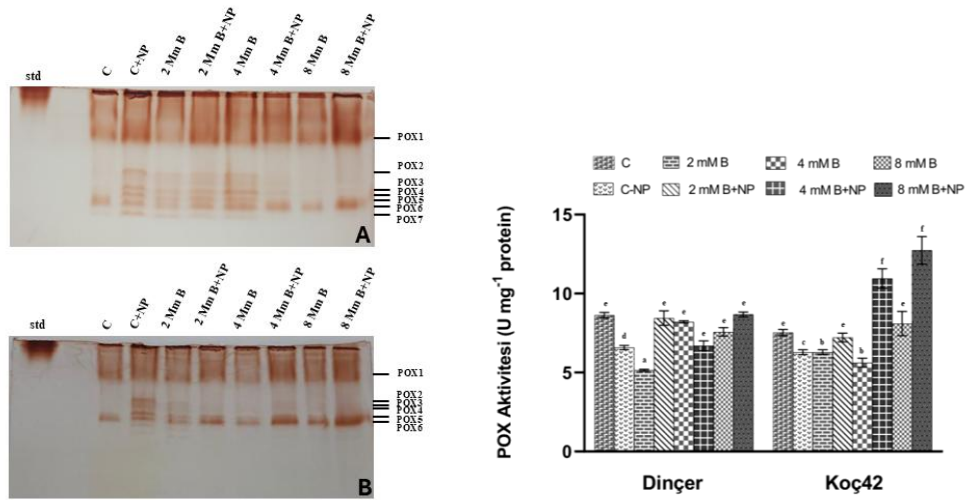 std C C+NP 2 Mm B 2 Mm B+NP 4 Mm B 4 Mm B+NP 8 Mm B 8 Mm B+NP
POX1
POX2
POX3
POX4
POX5
POX6
POX7
A
std C C+NP 2 Mm B 2 Mm B+NP 4 Mm B 4 Mm B+NP 8 Mm B 8 Mm B+NP
POX1
POX2
POX3
POX4
POX5
POX6
B
C 2 mM B 4 mM B 8 mM B
C-NP 2 mM B+NP 4 mM B+NP 8 mM B+NP
POX Aktivitesi (U mg-1 protein)
15
10
5
0
e d a e e e e e
e c b e b f e f
Dinçer Koç42